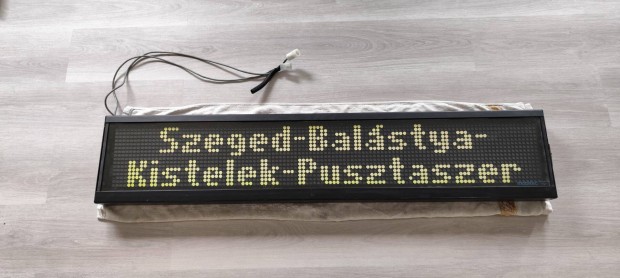 Szeged-Balástya-
Kistelek-Pusztaszer